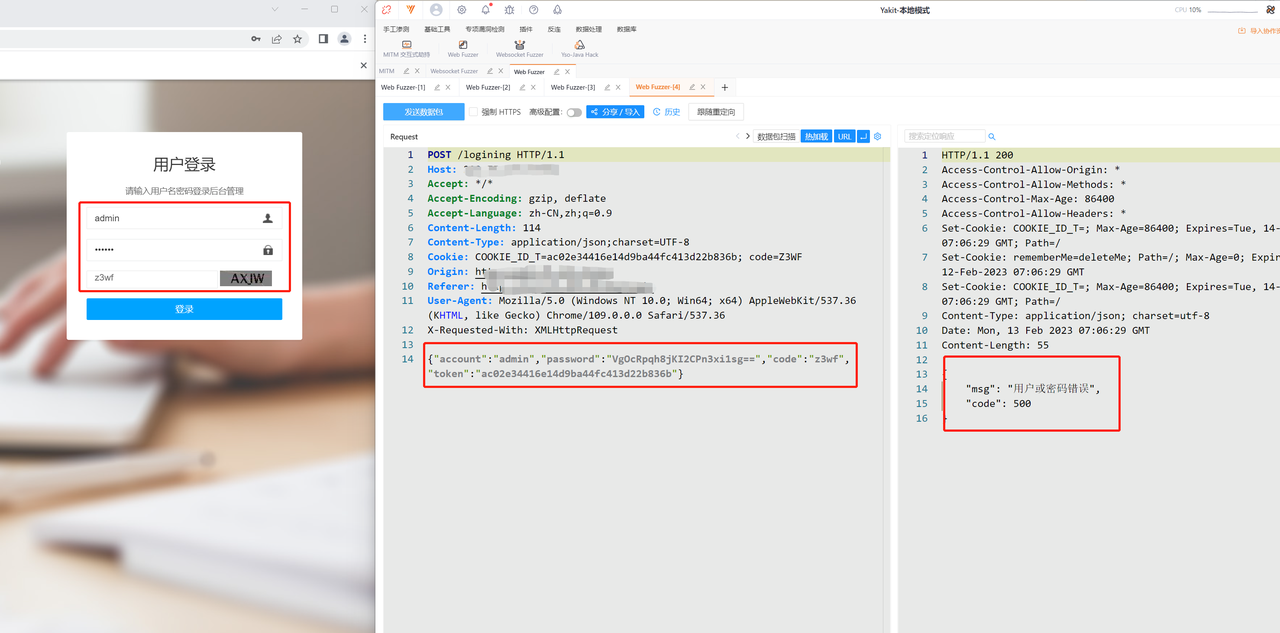 Yakit-本地模式
CPU 10%
手工渗透
基础工具
专项漏洞检测
插件
反连
数据处理
数据库
MITM 交互式劫持
Web Fuzzer
Websocket Fuzzer
Yso-Java Hack
MITM
Websocket Fuzzer
Web Fuzzer
Web Fuzzer-[1]
Web Fuzzer-[2]
Web Fuzzer-[3]
Web Fuzzer-[4]
发送数据包
强制 HTTPS
高级配置:
分享 / 导入
历史
跟随重定向
Request
数据包扫描
热加载
URL
搜索定位响应
用户登录
请输入用户名密码登录后台管理
admin
••••••
z3wf
AXJW
登录
1 POST /logining HTTP/1.1
2 Host:
3 Accept: */*
4 Accept-Encoding: gzip, deflate
5 Accept-Language: zh-CN,zh;q=0.9
6 Content-Length: 114
7 Content-Type: application/json;charset=UTF-8
8 Cookie: COOKIE_ID_T=ac02e34416e14d9ba44fc413d22b836b; code=Z3WF
9 Origin:
10 Referer:
11 User-Agent: Mozilla/5.0 (Windows NT 10.0; Win64; x64) AppleWebKit/537.36
(KHTML, like Gecko) Chrome/109.0.0.0 Safari/537.36
12 X-Requested-With: XMLHttpRequest
13
14 {"account":"admin","password":"VgOcRpqh8jKI2CPn3xi1sg==","code":"z3wf",
"token":"ac02e34416e14d9ba44fc413d22b836b"}
1 HTTP/1.1 200
2 Access-Control-Allow-Origin: *
3 Access-Control-Allow-Methods: *
4 Access-Control-Max-Age: 86400
5 Access-Control-Allow-Headers: *
6 Set-Cookie: COOKIE_ID_T=; Max-Age=86400; Expires=Tue, 14-
07:06:29 GMT; Path=/
7 Set-Cookie: rememberMe=deleteMe; Path=/; Max-Age=0; Expir
12-Feb-2023 07:06:29 GMT
8 Set-Cookie: COOKIE_ID_T=; Max-Age=86400; Expires=Tue, 14-
07:06:29 GMT; Path=/
9 Content-Type: application/json; charset=utf-8
10 Date: Mon, 13 Feb 2023 07:06:29 GMT
11 Content-Length: 55
12
13 {
14 "msg": "用户或密码错误",
15 "code": 500
16 }